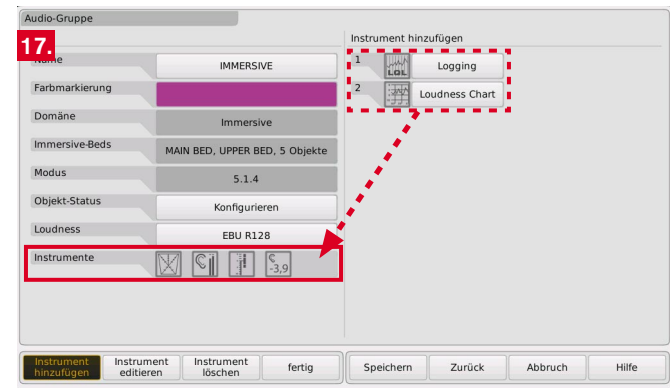 Audio-Gruppe
17.
Name
IMMERSIVE
Farbmarkierung
Domäne
Immersive
Immersive-Beds
MAIN BED, UPPER BED, 5 Objekte
Modus
5.1.4
Objekt-Status
Konfigurieren
Loudness
EBU R128
Instrumente
-3,9
Instrument hinzufügen
1
LOL
Logging
2
Loudness Chart
Instrument hinzufügen
Instrument editieren
Instrument löschen
fertig
Speichern
Zurück
Abbruch
Hilfe